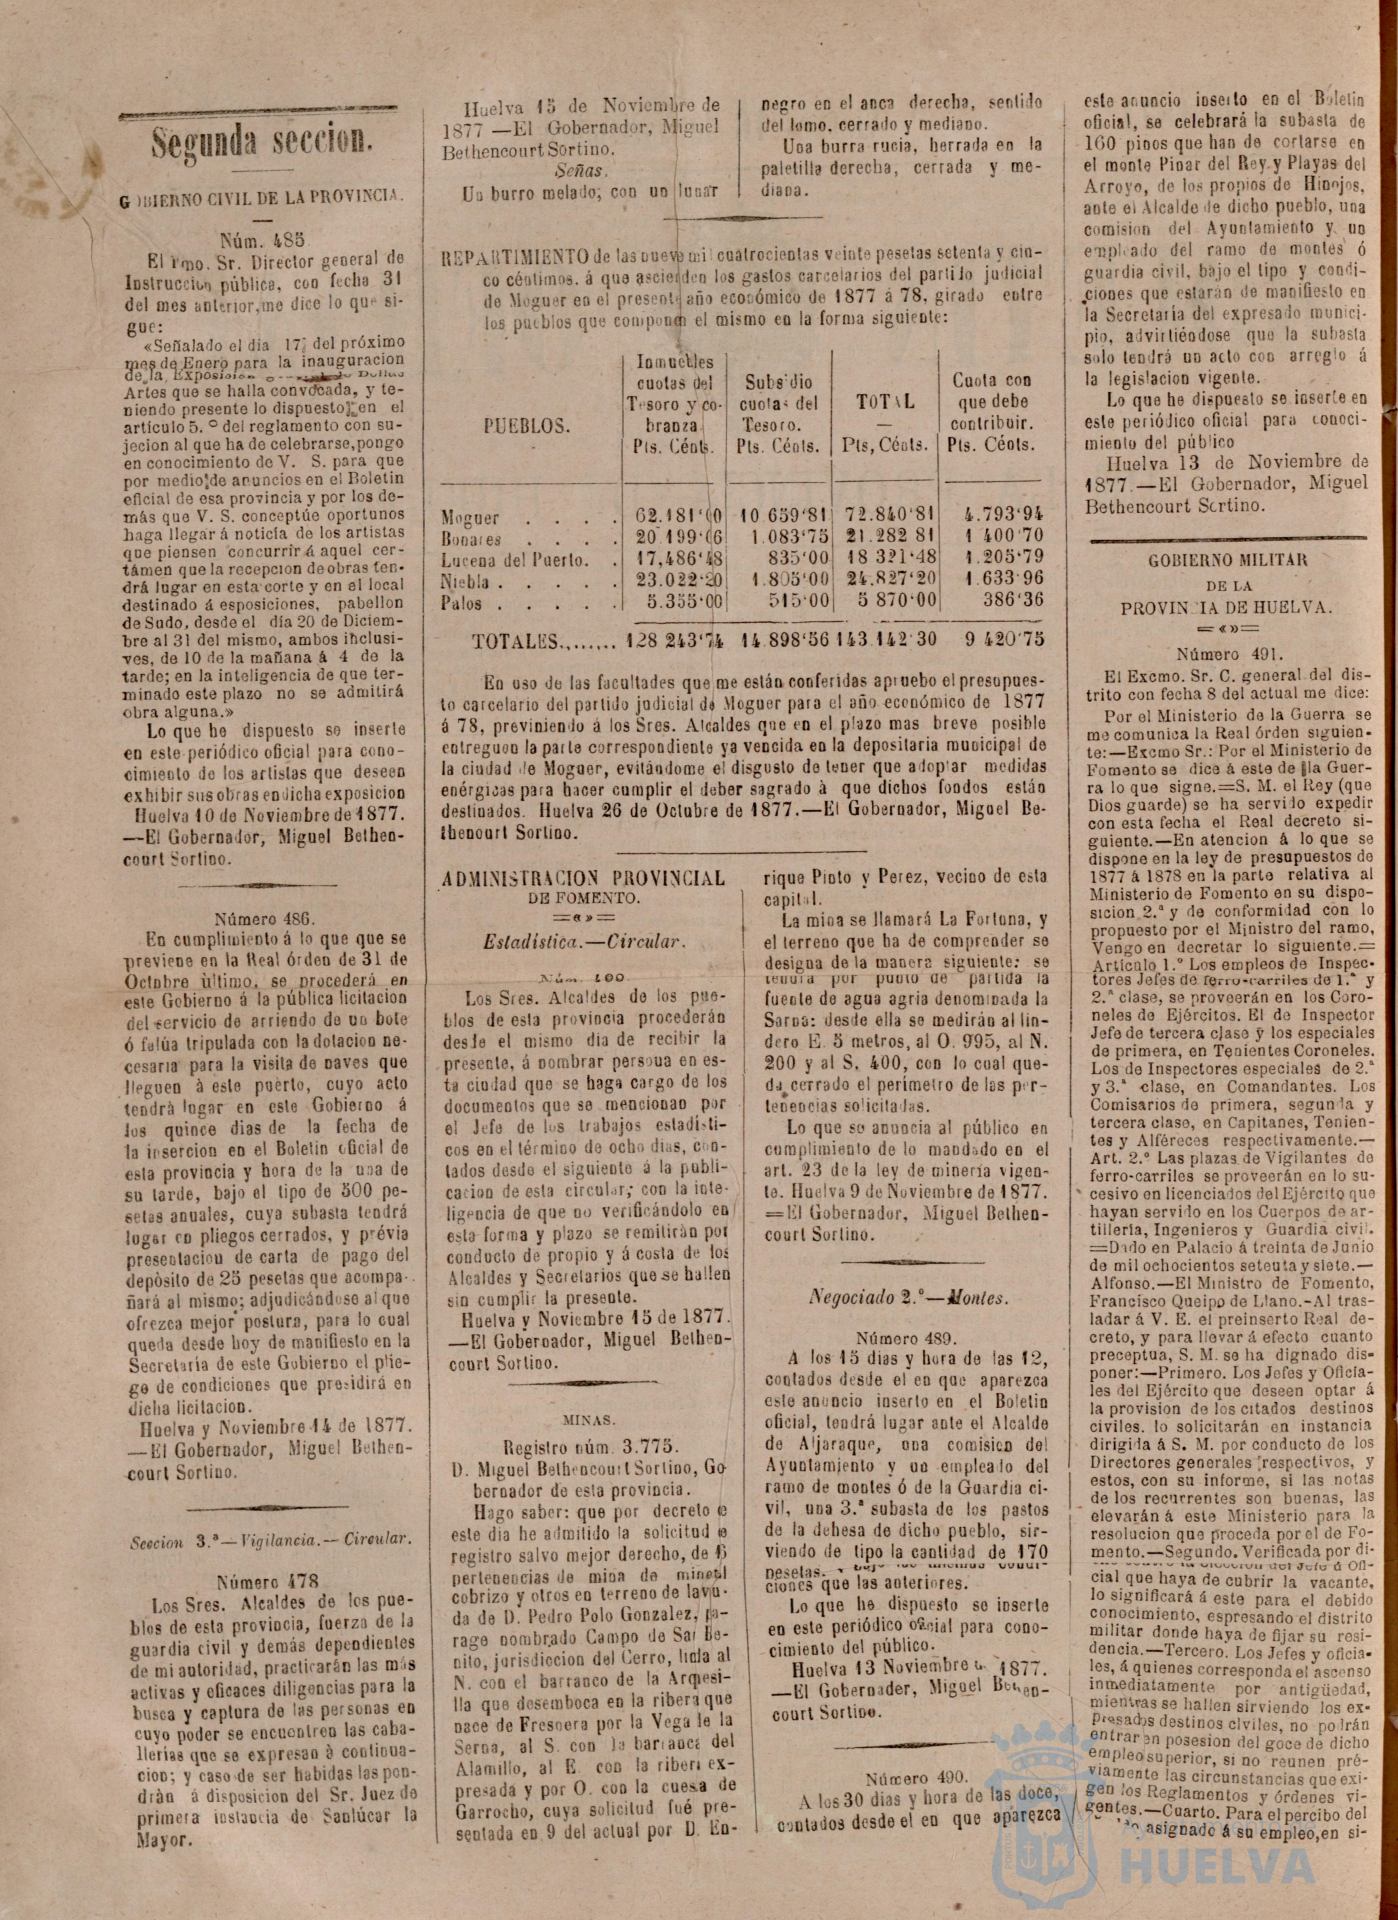 Segunda seccion.
GOBIERNO CIVIL DE LA PROVINCIA.
Núm. 485
El Ilmo. Sr. Director general de
Instruccion pública, con fecha 31
del mes anterior, me dice lo que si-
gue:
«Señalado el dia 17 del próximo
mes de Enero para la inauguracion
de la Exposicion
Artes que se halla convocada, y te-
niendo presente lo dispuesto en el
artículo 5.º del reglamento con su-
jecion al que ha de celebrarse, pongo
en conocimiento de V. S. para que
por medio de anuncios en el Boletin
oficial de esa provincia y por los de-
más que V. S. conceptúe oportunos
haga llegar á noticia de los artistas
que piensen concurrir á aquel cer-
támen que la recepcion de obras ten-
drá lugar en esta corte y en el local
destinado á esposiciones, pabellon
de Sudo, desde el dia 20 de Diciem-
bre al 31 del mismo, ambos inclusi-
ves, de 10 de la mañana á 4 de la
tarde; en la inteligencia de que ter-
minado este plazo no se admitirá
obra alguna.»
Lo que he dispuesto se inserte
en este periódico oficial para cono-
cimiento de los artistas que deseen
exhibir sus obras en dicha exposicion
Huelva 10 de Noviembre de 1877.
—El Gobernador, Miguel Bethen-
court Sortino.
Número 486.
En cumplimiento á lo que que se
previene en la Real órden de 31 de
Octubre ùltimo, se procederá en
este Gobierno á la pública licitacion
del servicio de arriendo de un bote
ó falúa tripulada con la dotacion ne-
cesaria para la visita de naves que
lleguen à este puerto, cuyo acto
tendrà lugar en este Gobierno á
los quince dias de la fecha de
la insercion en el Boletin oficial de
esta provincia y hora de la una de
su tarde, bajo el tipo de 500 pe-
setas anuales, cuya subasta tendrá
lugar en pliegos cerrados, y prévia
presentacion de carta de pago del
depòsito de 25 pesetas que acompa-
ñará al mismo; adjudicándose al que
ofrezca mejor postura, para lo cual
queda desde hoy de manifiesto en la
Secretaría de este Gobierno el plie-
go de condiciones que presidirá en
dicha licitacion.
Huelva y Noviembre 14 de 1877.
—El Gobernador, Miguel Bethen-
court Sortino.
Seccion 3.ª—Vigilancia.—Circular.
Número 478
Los Sres. Alcaldes de los pue-
blos de esta provincia, fuerza de la
guardia civil y demás dependientes
de mi autoridad, practicarán las más
activas y eficaces diligencias para la
busca y captura de las personas en
cuyo poder se encuentren las caba-
llerías que se expresan à continua-
cion; y caso de ser habidas las pon-
drán á disposicion del Sr. Juez de
primera instancia de Sanlúcar la
Mayor.
Huelva 15 de Noviembre de
1877 —El Gobernador, Miguel
Bethencourt Sortino.
Señas.
Un burro melado; con un lunar
negro en el anca derecha, sentido
del lomo, cerrado y mediano.
Una burra rucia, herrada en la
paletilla derecha, cerrada y me-
diana.
REPARTIMIENTO de las nueve mil cuatrocientas veinte pesetas setenta y cin-
co céntimos, á que ascienden los gastos carcelarios del partido judicial
de Moguer en el presente año económico de 1877 á 78, girado entre
los pueblos que componen el mismo en la forma siguiente:
PUEBLOS. | Inmuebles cuotas del Tesoro y cobranza Pts. Cénts. | Subsidio cuotas del Tesoro. Pts. Cénts. | TOTAL — Pts, Cénts. | Cuota con que debe contribuir. Pts. Cénts.
Moguer . . . . 62.181‘00 10 659‘81 72.840‘81 4.793‘94
Bonares . . . . 20 199‘06 1.083‘75 21.282 81 1 400‘70
Lucena del Puerto. . 17,486‘48 835‘00 18 321‘48 1.205‘79
Niebla . . . . . 23.022‘20 1.805‘00 24.827‘20 1.633‘96
Palos . . . . . 5.355‘00 515‘00 5 870‘00 386‘36
TOTALES......... 128 243‘74 14.898‘56 143 142‘30 9 420‘75
En uso de las facultades que me están conferidas apruebo el presupues-
to carcelario del partido judicial de Moguer para el año económico de 1877
á 78, previniendo á los Sres. Alcaldes que en el plazo mas breve posible
entreguen la parte correspondiente ya vencida en la depositaria municipal de
la ciudad de Moguer, evitándome el disgusto de tener que adoptar medidas
enérgicas para hacer cumplir el deber sagrado à que dichos fondos están
destinados. Huelva 26 de Octubre de 1877.—El Gobernador, Miguel Be-
thencourt Sortino.
ADMINISTRACION PROVINCIAL
DE FOMENTO.
=«»=
Estadística.—Circular.
Núm.
Los Sres. Alcaldes de los pue-
blos de esta provincia procederán
desde el mismo dia de recibir la
presente, á nombrar persona en es-
ta ciudad que se haga cargo de los
documentos que se mencionan por
el Jefe de los trabajos estadísti-
cos en el término de ocho dias, con-
tados desde el siguiente á la publi-
cacion de esta circular; con la inte-
ligencia de que no verificándolo en
esta forma y plazo se remitirán por
conducto de propio y á costa de los
Alcaldes y Secretarios que se hallen
sin cumplir la presente.
Huelva y Noviembre 15 de 1877.
—El Gobernador, Miguel Bethen-
court Sortino.
MINAS.
Registro núm. 3.775.
D. Miguel Bethencourt Sortino, Go-
bernador de esta provincia.
Hago saber: que por decreto de
este dia he admitido la solicitud de
registro salvo mejor derecho, de
pertenencias de mina de mineral
cobrizo y otros en terreno de la viu-
da de D. Pedro Polo Gonzalez, pa-
rage nombrado Campo de San Be-
nito, jurisdiccion del Cerro, linda al
N. con el barranco de la Arquesi-
lla que desemboca en la ribera que
nace de Fresnera por la Vega de la
Serna, al S. con la barranca del
Alamillo, al E con la ribera ex-
presada y por O. con la cuesta de
Garrocho, cuya solicitud fué pre-
sentada en 9 del actual por D. En-
rique Pinto y Perez, vecino de esta
capital.
La mina se llamará La Fortuna, y
el terreno que ha de comprender se
designa de la manera siguiente: se
tendrá por punto de partida la
fuente de agua agria denominada la
Sarna: desde ella se medirán al lin-
dero E. 5 metros, al O. 995, al N.
200 y al S. 400, con lo cual que-
da cerrado el perímetro de las per-
tenencias solicitadas.
Lo que se anuncia al público en
cumplimiento de lo mandado en el
art. 23 de la ley de minería vigen-
te. Huelva 9 de Noviembre de 1877.
=El Gobernador, Miguel Bethen-
court Sortino.
Negociado 2.º—Montes.
Número 489.
A los 15 dias y hora de las 12,
contados desde el en que aparezca
este anuncio inserto en el Boletin
oficial, tendrá lugar ante el Alcalde
de Aljaraque, una comision del
Ayuntamiento y un empleado del
ramo de montes ó de la Guardia ci-
vil, una 3.ª subasta de los pastos
de la dehesa de dicho pueblo, sir-
viendo de tipo la cantidad de 170
pesetas.
ciones que las anteriores.
Lo que he dispuesto se inserte
en este periódico oficial para cono-
cimiento del público.
Huelva 13 Noviembre 1877.
—El Gobernader, Miguel Bethen-
court Sortino.
Número 490.
A los 30 dias y hora de las doce,
contados desde el en que aparezca
este anuncio inserto en el Boletin
oficial, se celebrará la subasta de
160 pinos que han de cortarse en
el monte Pinar del Rey y Playas del
Arroyo, de los propios de Hinojos,
ante el Alcalde de dicho pueblo, una
comision del Ayuntamiento y un
empleado del ramo de montes ó
guardia civil, bajo el tipo y condi-
ciones que estarán de manifiesto en
la Secretaría del expresado munici-
pio, advirtiéndose que la subasta
solo tendrá un acto con arreglo á
la legislacion vigente.
Lo que he dispuesto se inserte en
este periódico oficial para conoci-
miento del público
Huelva 13 de Noviembre de
1877.—El Gobernador, Miguel
Bethencourt Sortino.
GOBIERNO MILITAR
DE LA
PROVINCIA DE HUELVA.
=«»=
Número 491.
El Excmo. Sr. C. general del dis-
trito con fecha 8 del actual me dice:
Por el Ministerio de la Guerra se
me comunica la Real órden siguien-
te:—Excmo Sr.: Por el Ministerio de
Fomento se dice á este de la Guer-
ra lo que signe.=S. M. el Rey (que
Dios guarde) se ha servido expedir
con esta fecha el Real decreto si-
guiente.—En atencion á lo que se
dispone en la ley de presupuestos de
1877 á 1878 en la parte relativa al
Ministerio de Fomento en su dispo-
sicion 2.ª y de conformidad con lo
propuesto por el Ministro del ramo,
Vengo en decretar lo siguiente.=
Artículo 1.º Los empleos de Inspec-
tores Jefes de ferro-carriles de 1.ª y
2.ª clase, se proveerán en los Coro-
neles de Ejércitos. El de Inspector
Jefe de tercera clase y los especiales
de primera, en Tenientes Coroneles.
Los de Inspectores especiales de 2.ª
y 3.ª clase, en Comandantes. Los
Comisarios de primera, segunda y
tercera clase, en Capitanes, Tenien-
tes y Alféreces respectivamente.—
Art. 2.º Las plazas de Vigilantes de
ferro-carriles se proveerán en lo su-
cesivo en licenciados del Ejército que
hayan servido en los Cuerpos de ar-
tillería, Ingenieros y Guardia civil.
=Dado en Palacio á treinta de Junio
de mil ochocientos setenta y siete.—
Alfonso.—El Ministro de Fomento,
Francisco Queipo de Llano.-Al tras-
ladar á V. E. el preinserto Real de-
creto, y para llevar á efecto cuanto
preceptua, S. M. se ha dignado dis-
poner:—Primero. Los Jefes y Oficia-
les del Ejército que deseen optar á
la provision de los citados destinos
civiles. lo solicitarán en instancia
dirigida á S. M. por conducto de los
Directores generales respectivos, y
estos, con su informe, si las notas
de los recurrentes son buenas, las
elevarán á este Ministerio para la
resolucion que proceda por el de Fo-
mento.—Segundo. Verificada por di-
cho la eleccion del Jefe ú Ofi-
cial que haya de cubrir la vacante,
lo significará á este para el debido
conocimiento, espresando el distrito
militar donde haya de fijar su resi-
dencia.—Tercero. Los Jefes y oficia-
les, á quienes corresponda el ascenso
inmediatamente por antigüedad,
mientras se hallen sirviendo los ex-
presados destinos civiles, no podrán
entrar en posesion del goce de dicho
empleo superior, si no reunen pré-
viamente las circunstancias que exi-
gen los Reglamentos y órdenes vi-
gentes.—Cuarto. Para el percibo del
asignado á su empleo, en si-
HUELVA